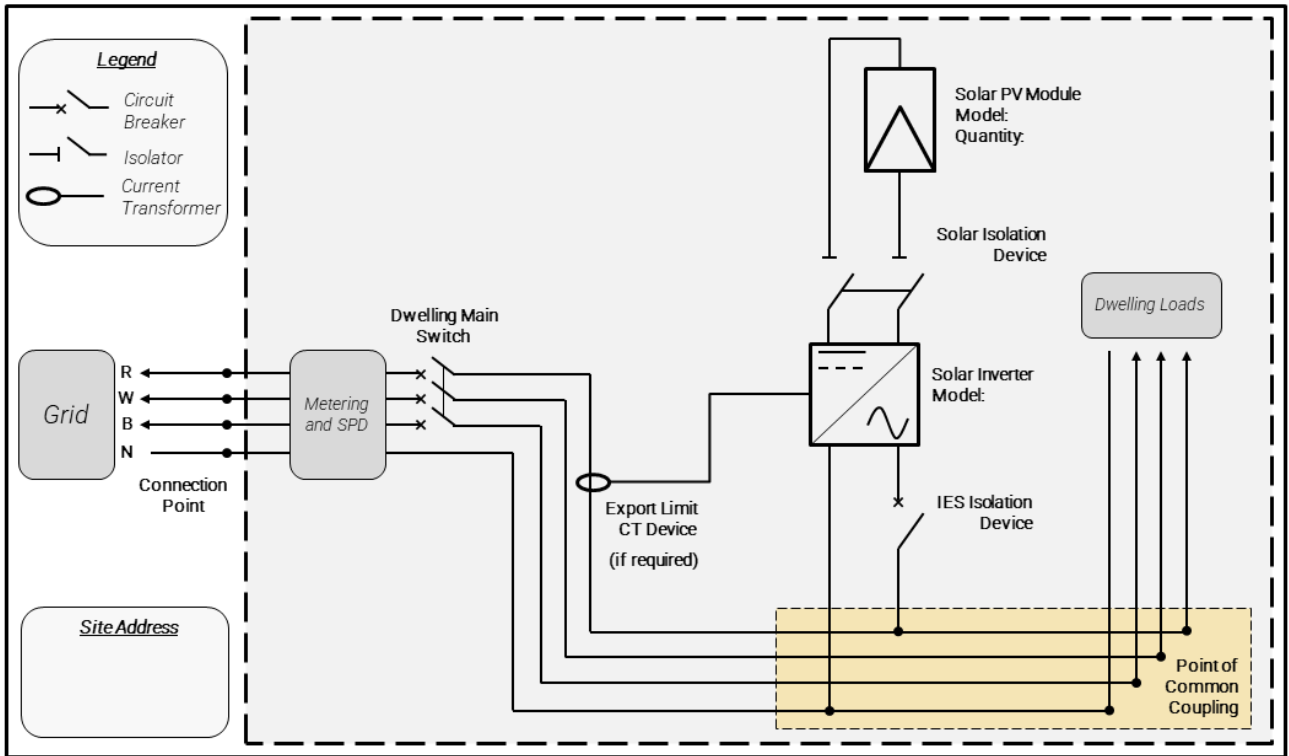 Legend
Circuit
Breaker
Isolator
Current
Transformer
Solar PV Module
Model:
Quantity:
Solar Isolation
Device
Dwelling Loads
Dwelling Main
Switch
Grid
R
W
B
N
Metering
and SPD
Connection
Point
Solar Inverter
Model:
Export Limit
CT Device
(if required)
IES Isolation
Device
Site Address
Point of
Common
Coupling